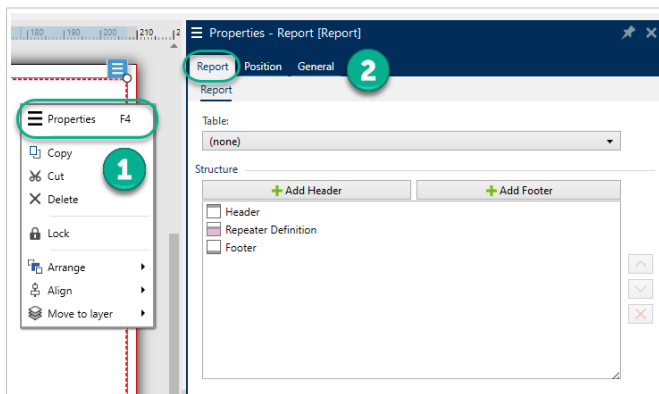 180 190 200 210 2
Properties F4
Copy
Cut
Delete
Lock
Arrange
Align
Move to layer
1
Properties - Report [Report]
Report Position General
2
Report
Table:
(none)
Structure
Add Header Add Footer
Header
Repeater Definition
Footer